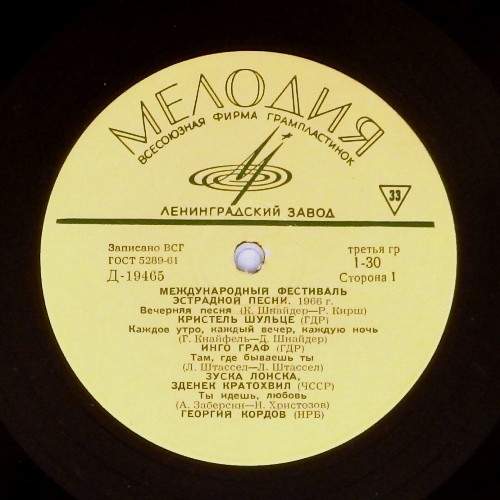 МЕЛОДИЯ
ВСЕСОЮЗНАЯ ФИРМА ГРАМПЛАСТИНОК
33
ЛЕНИНГРАДСКИЙ ЗАВОД
Записано ВСГ
ГОСТ 5289-61
Д-19465
третья гр
1-30
Сторона 1
МЕЖДУНАРОДНЫЙ ФЕСТИВАЛЬ
ЭСТРАДНОЙ ПЕСНИ. 1966 г.
Вечерняя песня (К. Шнайдер—Р. Кирш)
КРИСТЕЛЬ ШУЛЬЦЕ (ГДР)
Каждое утро, каждый вечер, каждую ночь
(Г. Кнайфель—Д. Шнайдер)
ИНГО ГРАФ (ГДР)
Там, где бываешь ты
(Л. Штассел—Л. Штассел)
ЗУСКА ЛОНСКА,
ЗДЕНЕК КРАТОХВИЛ (ЧССР)
Ты идешь, любовь
(А. Заберски—Н. Христозов)
ГЕОРГИЙ КОРДОВ (НРБ)